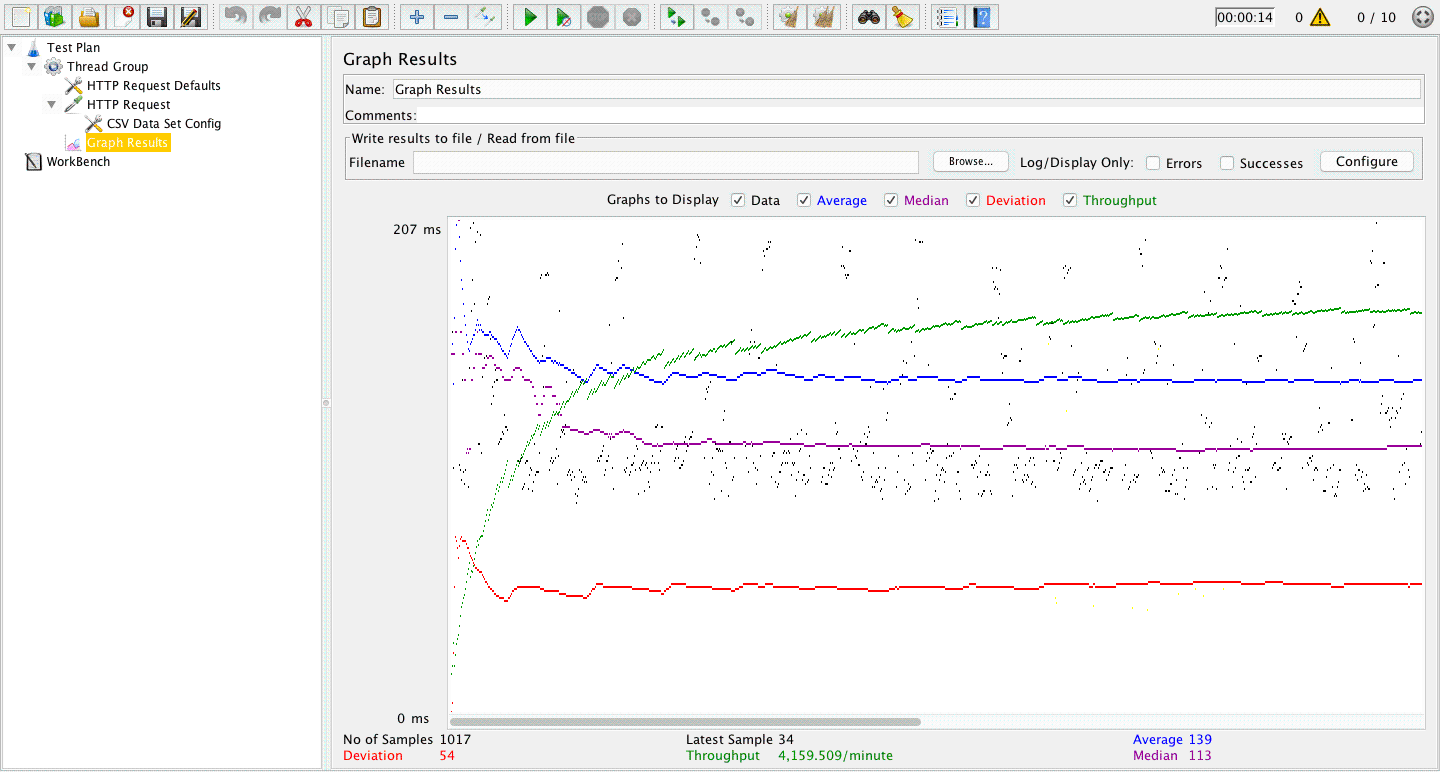 00:00:14 0 0 / 10
Test Plan
Thread Group
HTTP Request Defaults
HTTP Request
CSV Data Set Config
Graph Results
WorkBench
Graph Results
Name: Graph Results
Comments:
Write results to file / Read from file
Filename Browse... Log/Display Only: Errors Successes Configure
Graphs to Display Data Average Median Deviation Throughput
207 ms
0 ms
No of Samples 1017 Latest Sample 34 Average 139
Deviation 54 Throughput 4,159.509/minute Median 113